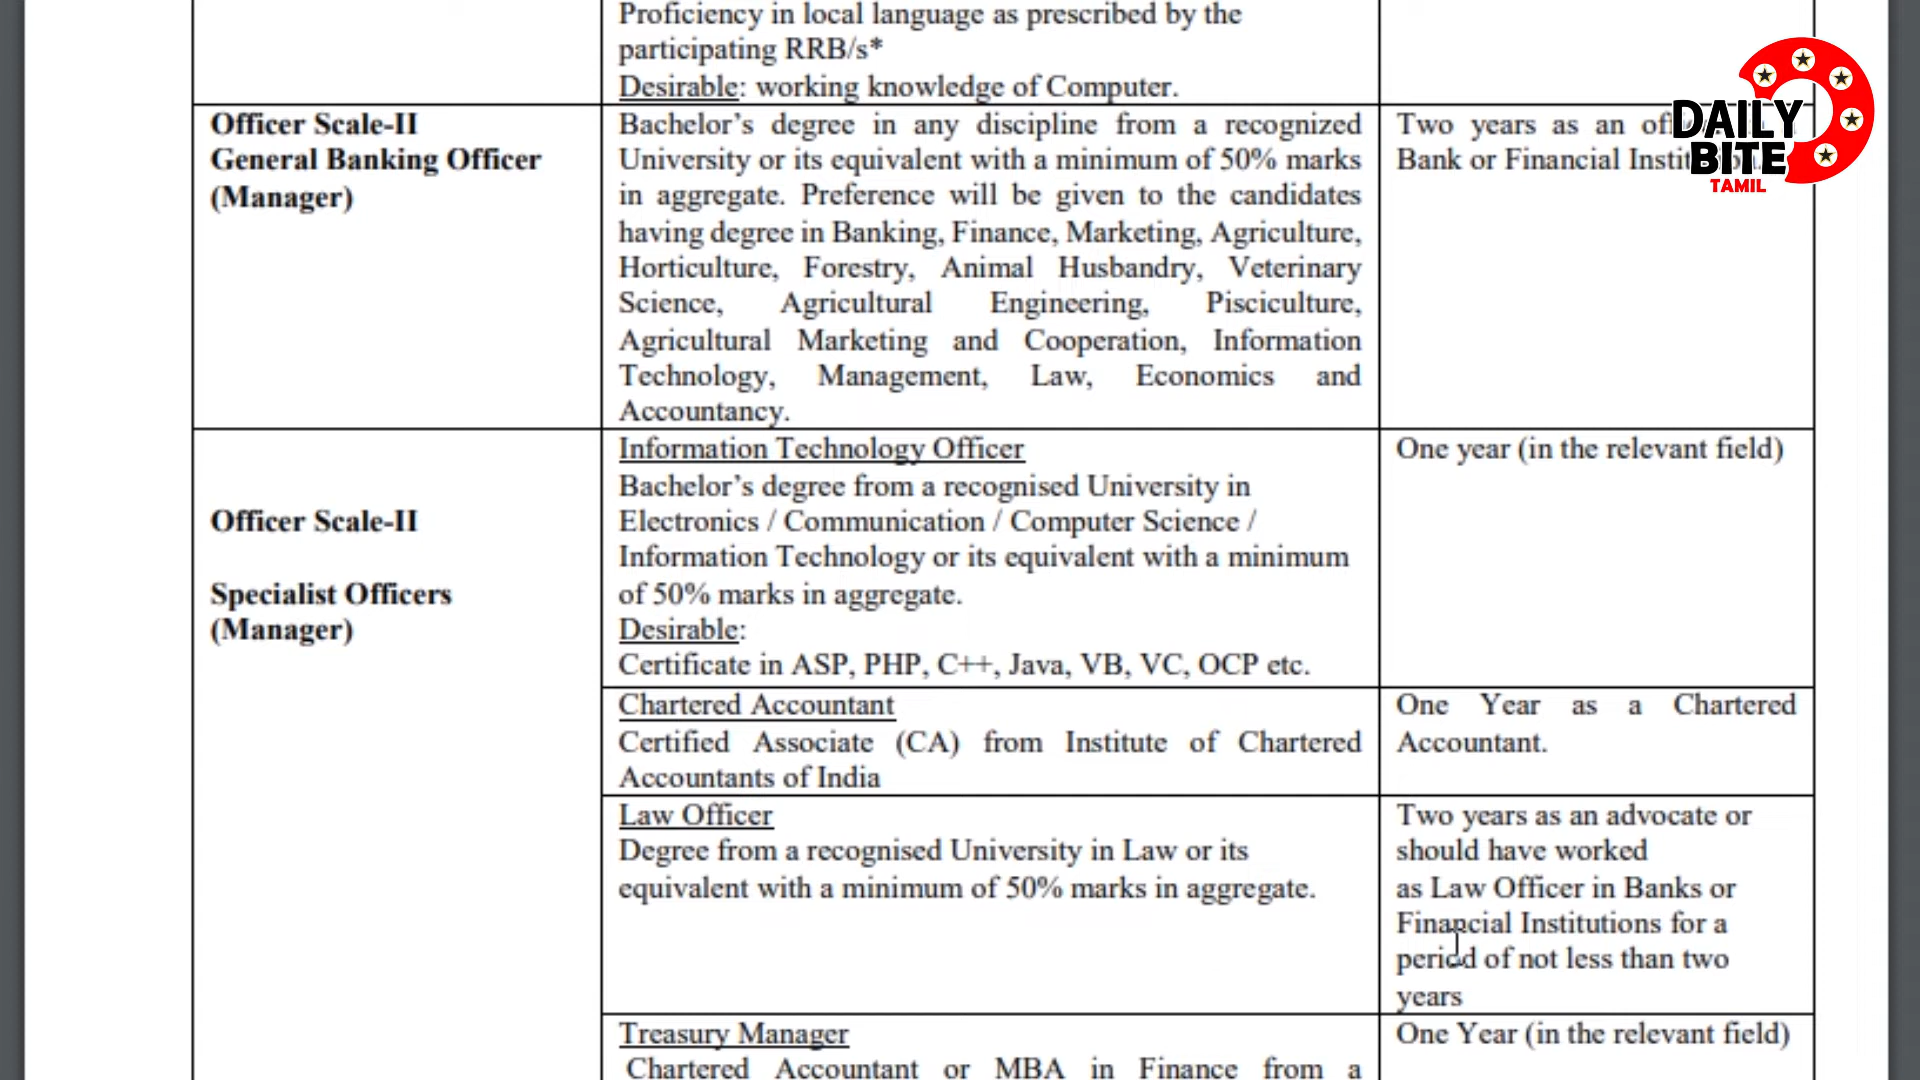 Proficiency in local language as prescribed by the
participating RRB/s*
Desirable: working knowledge of Computer.
Officer Scale-II
General Banking Officer
(Manager)
Bachelor's degree in any discipline from a recognized
University or its equivalent with a minimum of 50% marks
in aggregate. Preference will be given to the candidates
having degree in Banking, Finance, Marketing, Agriculture,
Horticulture, Forestry, Animal Husbandry, Veterinary
Science, Agricultural Engineering, Pisciculture,
Agricultural Marketing and Cooperation, Information
Technology, Management, Law, Economics and
Accountancy.
Two years as an
Bank or Financial
DAILY
BITE
TAMIL
Officer Scale-II
Specialist Officers
(Manager)
Information Technology Officer
Bachelor's degree from a recognised University in
Electronics / Communication / Computer Science /
Information Technology or its equivalent with a minimum
of 50% marks in aggregate.
Desirable:
Certificate in ASP, PHP, C++, Java, VB, VC, OCP etc.
One year (in the relevant field)
Chartered Accountant
Certified Associate (CA) from Institute of Chartered
Accountants of India
One Year as a Chartered
Accountant.
Law Officer
Degree from a recognised University in Law or its
equivalent with a minimum of 50% marks in aggregate.
Two years as an advocate or
should have worked
as Law Officer in Banks or
Financial Institutions for a
period of not less than two
years
Treasury Manager
Chartered Accountant or MBA in Finance from a
One Year (in the relevant field)